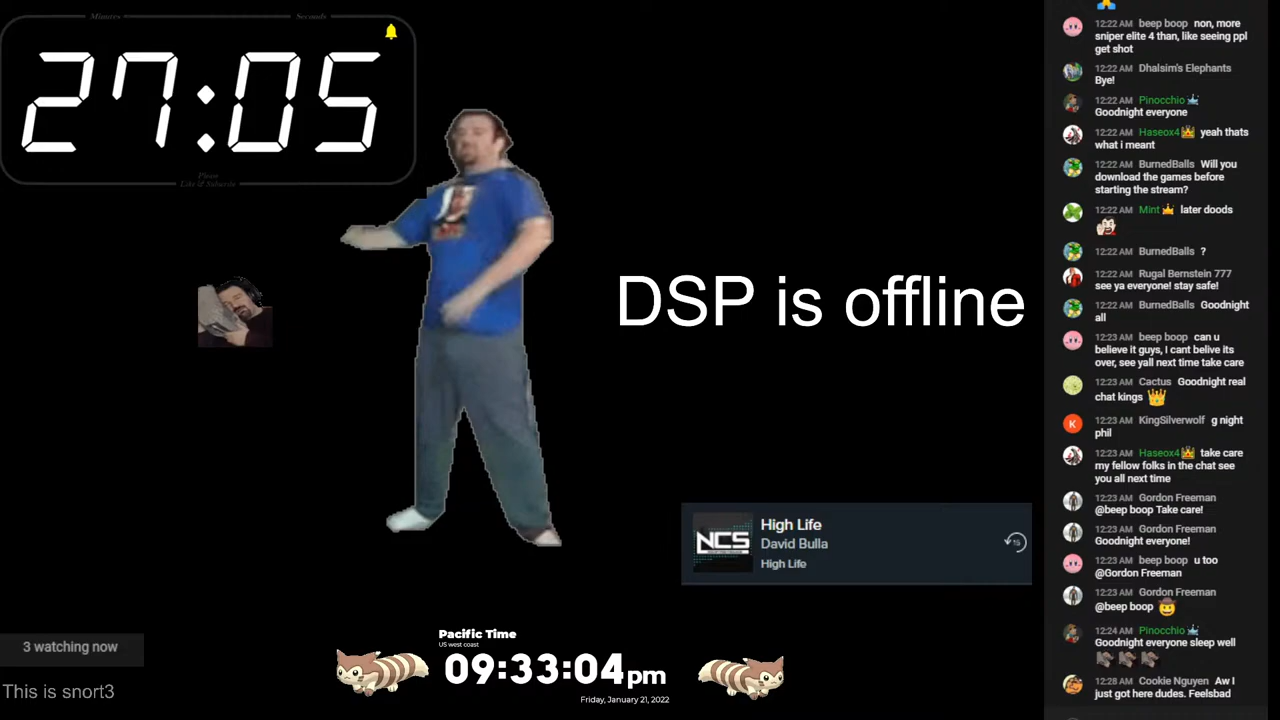 Minutes
Seconds
27:05
Please
Like & Subscribe
DSP is offline
NCS
High Life
David Bulla
High Life
15
3 watching now
This is snort3
Pacific Time
US west coast
09:33:04pm
Friday, January 21, 2022
12:22 AM beep boop non, more
sniper elite 4 than, like seeing ppl
get shot
12:22 AM Dhalsim's Elephants
Bye!
12:22 AM Pinocchio
Goodnight everyone
12:22 AM Haseox4 yeah thats
what i meant
12:22 AM BurnedBalls Will you
download the games before
starting the stream?
12:22 AM Mint later doods
12:22 AM BurnedBalls ?
12:22 AM Rugal Bernstein 777
see ya everyone! stay safe!
12:22 AM BurnedBalls Goodnight
all
12:23 AM beep boop can u
believe it guys, I cant belive its
over, see yall next time take care
12:23 AM Cactus Goodnight real
chat kings
K
12:23 AM KingSilverwolf g night
phil
12:23 AM Haseox4 take care
my fellow folks in the chat see
you all next time
12:23 AM Gordon Freeman
@beep boop Take care!
12:23 AM Gordon Freeman
Goodnight everyone!
12:23 AM beep boop u too
@Gordon Freeman
12:23 AM Gordon Freeman
@beep boop
12:24 AM Pinocchio
Goodnight everyone sleep well
12:28 AM Cookie Nguyen Aw I
just got here dudes. Feelsbad